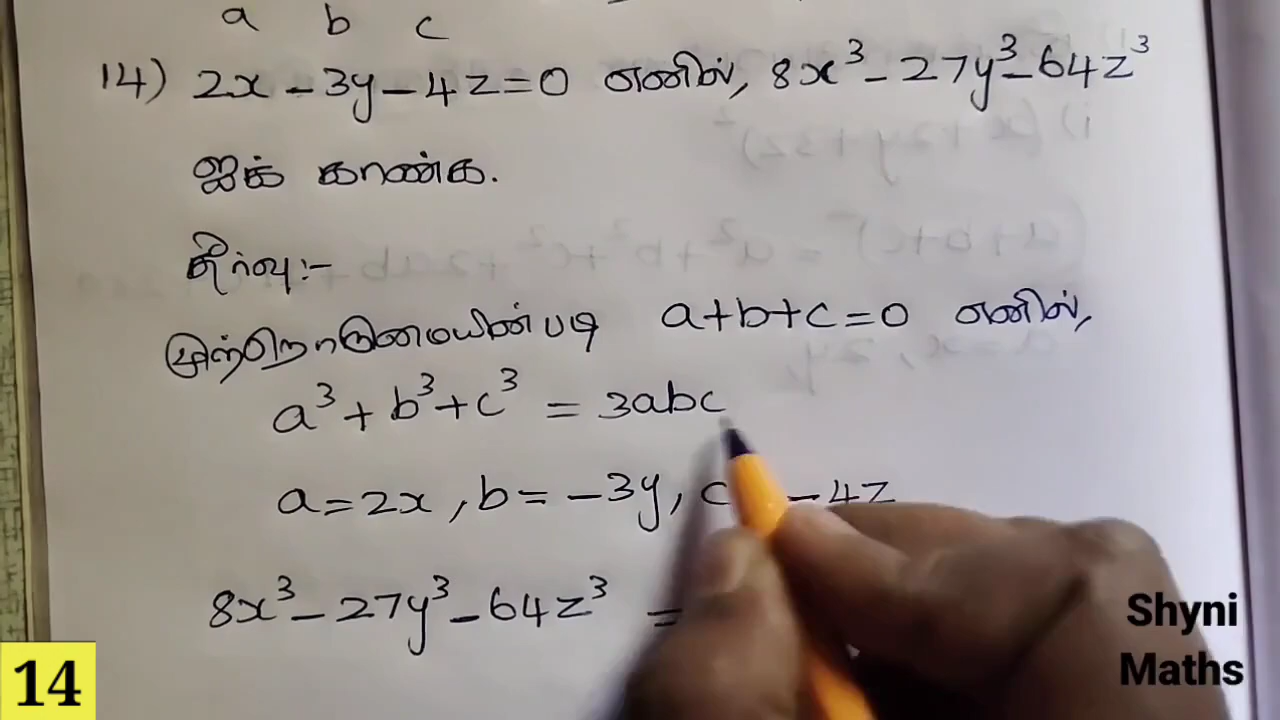 a b c
14) 2x - 3y - 4z = 0 எனில், 8x³ - 27y³ - 64z³
ஐக் காண்க.
தீர்வு:-
முற்றொருமையின்படி a+b+c=0 எனில்,
a³ + b³ + c³ = 3abc
a = 2x, b = -3y, c - 4z
8x³ - 27y³ - 64z³ =
Shyni
Maths
14